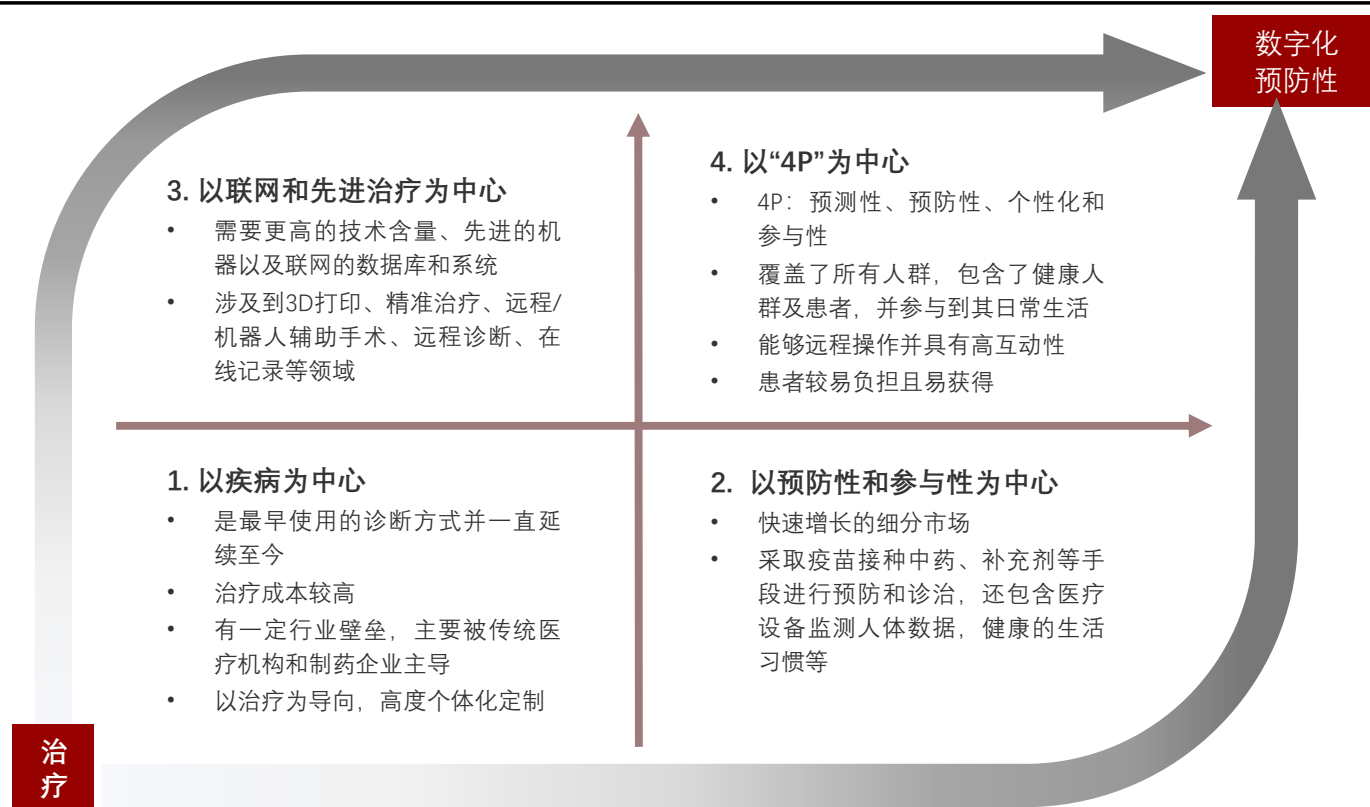 数字化
预防性
3. 以联网和先进治疗为中心
• 需要更高的技术含量、先进的机
器以及联网的数据库和系统
• 涉及到3D打印、精准治疗、远程/
机器人辅助手术、远程诊断、在
线记录等领域
4. 以“4P”为中心
• 4P：预测性、预防性、个性化和
参与性
• 覆盖了所有人群，包含了健康人
群及患者，并参与到其日常生活
• 能够远程操作并具有高互动性
• 患者较易负担且易获得
1. 以疾病为中心
• 是最早使用的诊断方式并一直延
续至今
• 治疗成本较高
• 有一定行业壁垒，主要被传统医
疗机构和制药企业主导
• 以治疗为导向，高度个体化定制
2. 以预防性和参与性为中心
• 快速增长的细分市场
• 采取疫苗接种中药、补充剂等手
段进行预防和诊治，还包含医疗
设备监测人体数据，健康的生活
习惯等
治
疗